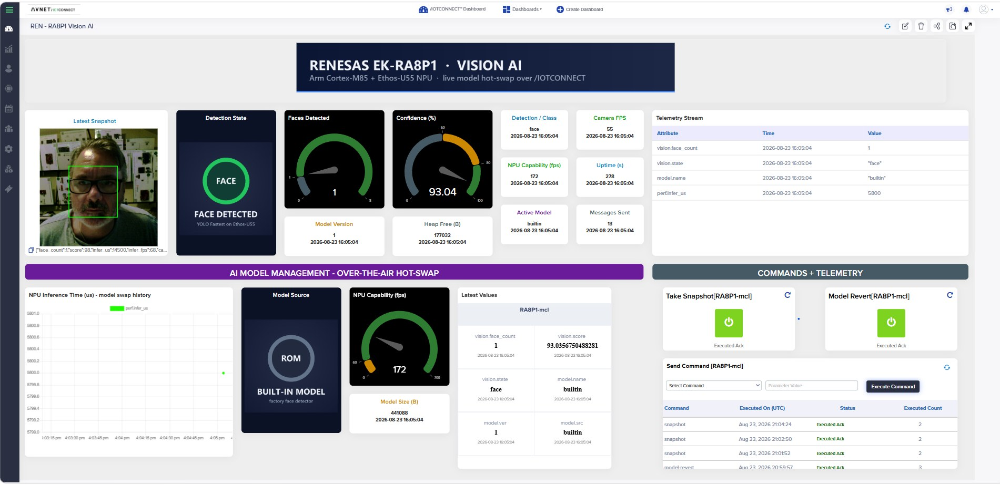 AVNET /IOTCONNECT
/IOTCONNECT™ Dashboard
Dashboards
Create Dashboard
REN - RA8P1 Vision AI
RENESAS EK-RA8P1 · VISION AI
Arm Cortex-M85 + Ethos-U55 NPU · live model hot-swap over /IOTCONNECT
Latest Snapshot
{"face_count":1,"score":98,"infer_us":14500,"infer_fps":68,"ca...
Detection State
FACE
FACE DETECTED
YOLO Fastest on Ethos-U55
Faces Detected
1
0
8
1
Confidence (%)
50
80
0
100
93.04
Model Version
1
2026-08-23 16:05:04
Heap Free (B)
177032
2026-08-23 16:05:04
Detection / Class
face
2026-08-23 16:05:04
Camera FPS
55
2026-08-23 16:05:04
NPU Capability (fps)
172
2026-08-23 16:05:04
Uptime (s)
278
2026-08-23 16:05:04
Active Model
builtin
2026-08-23 16:05:04
Messages Sent
13
2026-08-23 16:05:04
Telemetry Stream
Attribute Time Value
vision.face_count 2026-08-23 16:05:04 1
vision.state 2026-08-23 16:05:04 "face"
model.name 2026-08-23 16:05:04 "builtin"
perf.infer_us 2026-08-23 16:05:04 5800
AI MODEL MANAGEMENT - OVER-THE-AIR HOT-SWAP
COMMANDS + TELEMETRY
NPU Inference Time (us) - model swap history
perf.infer_us
5801.0
5800.8
5800.6
5800.4
5800.2
5800.0
5799.8
5799.6
5799.4
5799.2
5799.0
4:03:15 pm 4:03:30 pm 4:03:45 pm 4:04 pm 4:04:15 pm 4:04:30 pm 4:04:45 pm 4:05 pm
Model Source
ROM
BUILT-IN MODEL
factory face detector
NPU Capability (fps)
60
0
700
172
Model Size (B)
441088
2026-08-23 16:05:04
Latest Values
RA8P1-mcl
vision.face_count vision.score
1 93.0356750488281
2026-08-23 16:05:04 2026-08-23 16:05:04
vision.state model.name
face builtin
2026-08-23 16:05:04 2026-08-23 16:05:04
model.ver model.src
1 builtin
2026-08-23 16:05:04 2026-08-23 16:05:04
Take Snapshot[RA8P1-mcl]
Executed Ack
Model Revert[RA8P1-mcl]
Executed Ack
Send Command [RA8P1-mcl]
Select Command Parameter Value Execute Command
Command Executed On (UTC) Status Executed Count
snapshot Aug 23, 2026 21:04:24 Executed Ack 2
snapshot Aug 23, 2026 21:02:50 Executed Ack 2
snapshot Aug 23, 2026 21:01:52 Executed Ack 2
model-revert Aug 23, 2026 20:59:57 Executed Ack 3